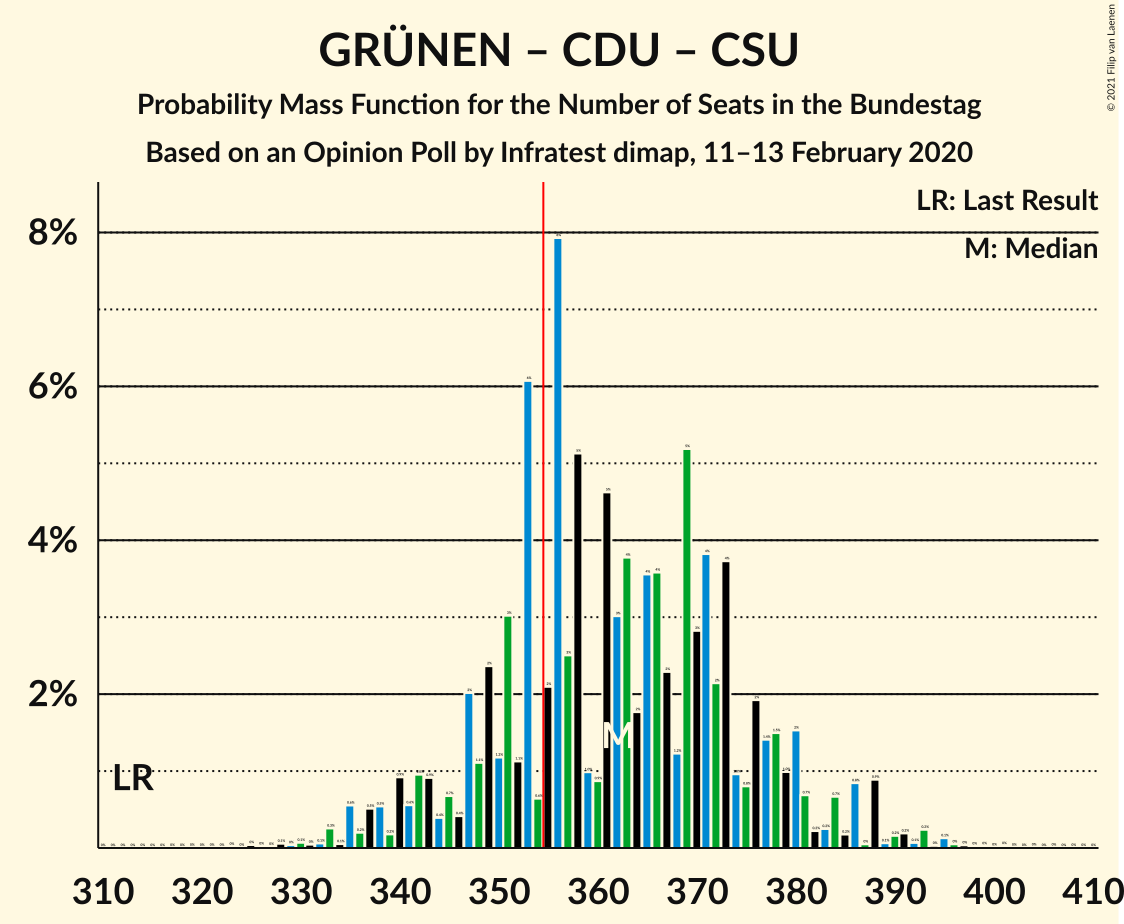 GRÜNEN – CDU – CSU
Probability Mass Function for the Number of Seats in the Bundestag
Based on an Opinion Poll by Infratest dimap, 11–13 February 2020
© 2021 Filip van Laenen
LR: Last Result
M: Median
8%
6%
4%
2%
LR
M
310 320 330 340 350 360 370 380 390 400 410